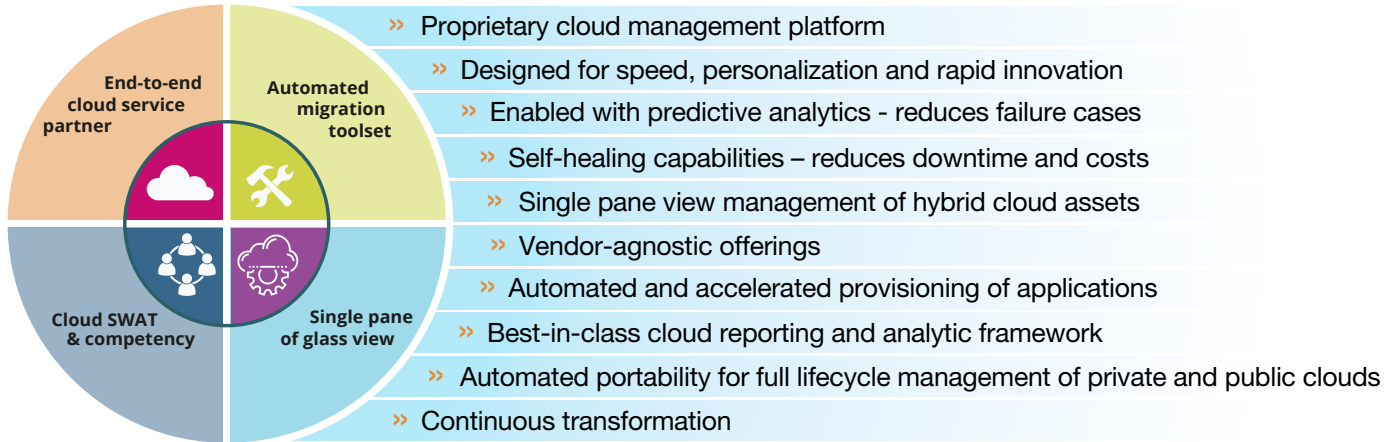 End-to-end
cloud service
partner
Automated
migration
toolset
Cloud SWAT
& competency
Single pane
of glass view
» Proprietary cloud management platform
» Designed for speed, personalization and rapid innovation
» Enabled with predictive analytics - reduces failure cases
» Self-healing capabilities – reduces downtime and costs
» Single pane view management of hybrid cloud assets
» Vendor-agnostic offerings
» Automated and accelerated provisioning of applications
» Best-in-class cloud reporting and analytic framework
» Automated portability for full lifecycle management of private and public clouds
» Continuous transformation